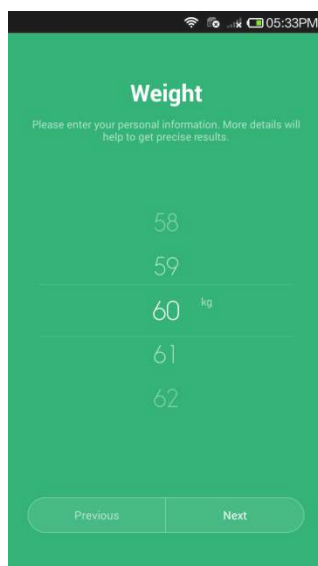 05:33PM
Weight
Please enter your personal information. More details will
help to get precise results.
58
59
60 kg
61
62
Previous Next